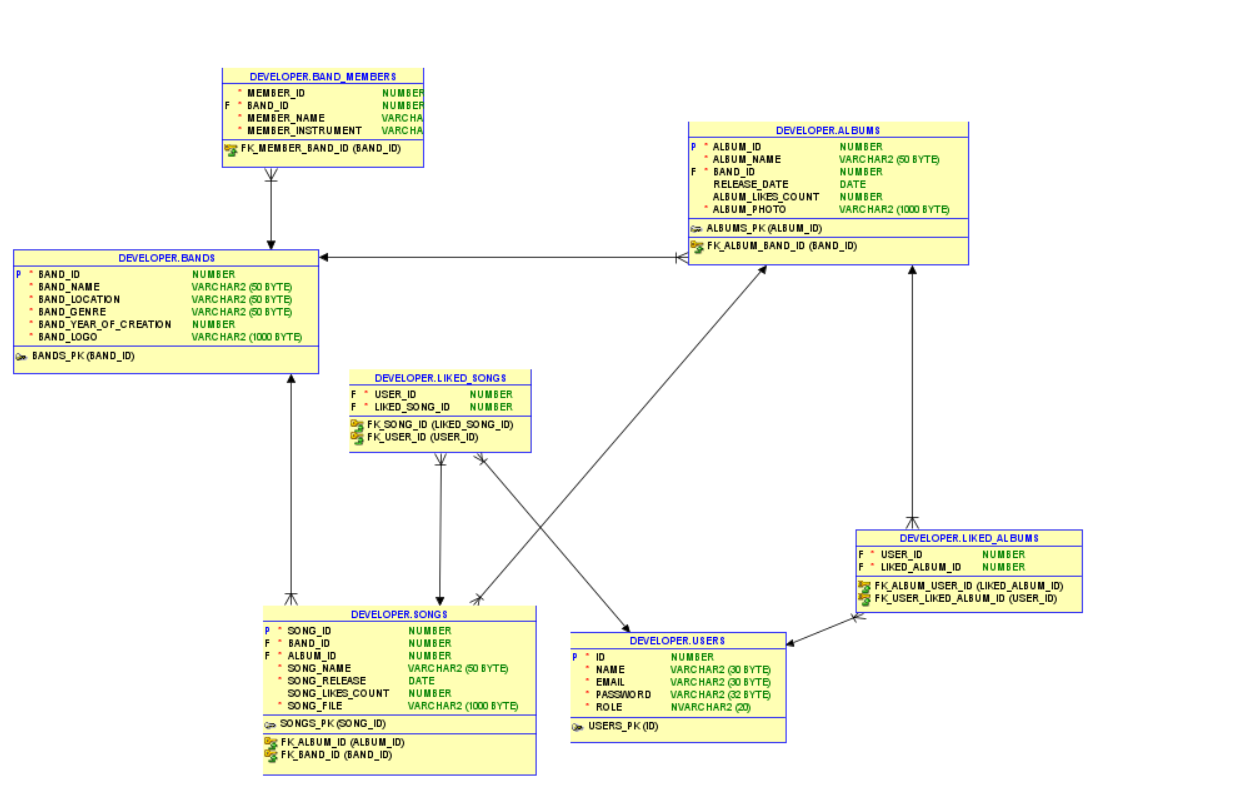 DEVELOPER.BAND_MEMBERS
* MEMBER_ID NUMBER
F * BAND_ID NUMBER
* MEMBER_NAME VARCHA
* MEMBER_INSTRUMENT VARCHA
FK_MEMBER_BAND_ID (BAND_ID)
DEVELOPER.ALBUMS
P * ALBUM_ID NUMBER
* ALBUM_NAME VARCHAR2 (50 BYTE)
F * BAND_ID NUMBER
RELEASE_DATE DATE
ALBUM_LIKES_COUNT NUMBER
* ALBUM_PHOTO VARCHAR2 (1000 BYTE)
ALBUMS_PK (ALBUM_ID)
FK_ALBUM_BAND_ID (BAND_ID)
DEVELOPER.BANDS
P * BAND_ID NUMBER
* BAND_NAME VARCHAR2 (50 BYTE)
* BAND_LOCATION VARCHAR2 (50 BYTE)
* BAND_GENRE VARCHAR2 (50 BYTE)
* BAND_YEAR_OF_CREATION NUMBER
* BAND_LOGO VARCHAR2 (1000 BYTE)
BANDS_PK (BAND_ID)
DEVELOPER.LIKED_SONGS
F * USER_ID NUMBER
F * LIKED_SONG_ID NUMBER
FK_SONG_ID (LIKED_SONG_ID)
FK_USER_ID (USER_ID)
DEVELOPER.LIKED_ALBUMS
F * USER_ID NUMBER
F * LIKED_ALBUM_ID NUMBER
FK_ALBUM_USER_ID (LIKED_ALBUM_ID)
FK_USER_LIKED_ALBUM_ID (USER_ID)
DEVELOPER.SONGS
P * SONG_ID NUMBER
F * BAND_ID NUMBER
F * ALBUM_ID NUMBER
* SONG_NAME VARCHAR2 (50 BYTE)
* SONG_RELEASE DATE
SONG_LIKES_COUNT NUMBER
* SONG_FILE VARCHAR2 (1000 BYTE)
SONGS_PK (SONG_ID)
FK_ALBUM_ID (ALBUM_ID)
FK_BAND_ID (BAND_ID)
DEVELOPER.USERS
P * ID NUMBER
* NAME VARCHAR2 (30 BYTE)
* EMAIL VARCHAR2 (30 BYTE)
* PASSWORD VARCHAR2 (32 BYTE)
* ROLE NVARCHAR2 (20)
USERS_PK (ID)